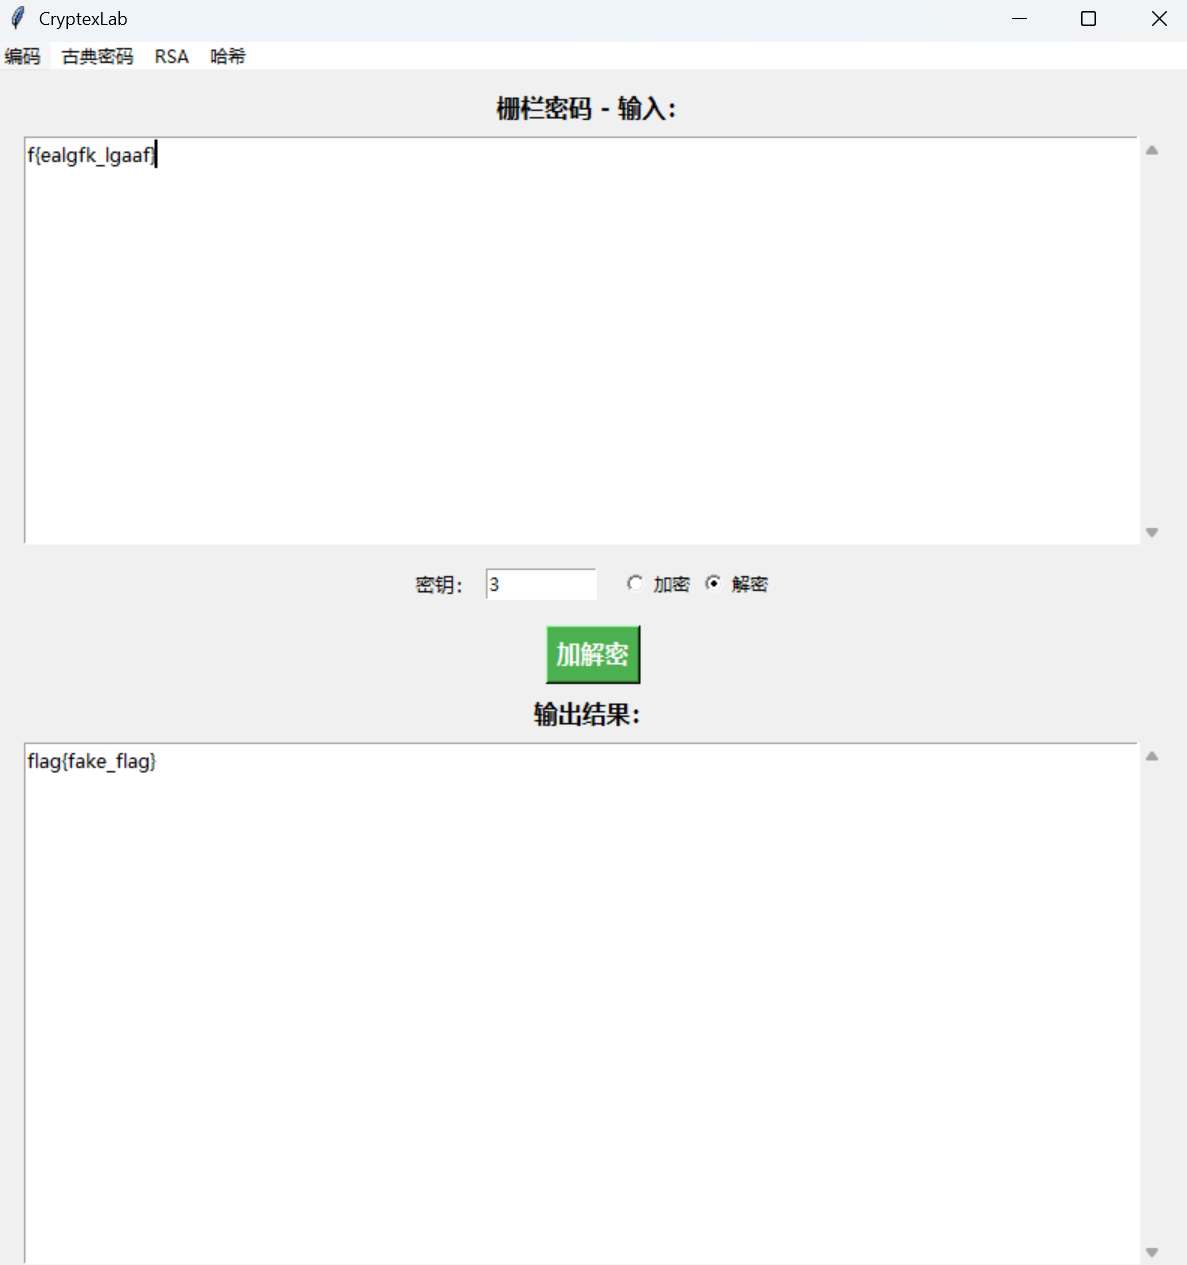 CryptexLab
编码 古典密码 RSA 哈希
栅栏密码 - 输入：
f{ealgfk_lgaaf}
密钥： 3 加密 解密
加解密
输出结果：
flag{fake_flag}